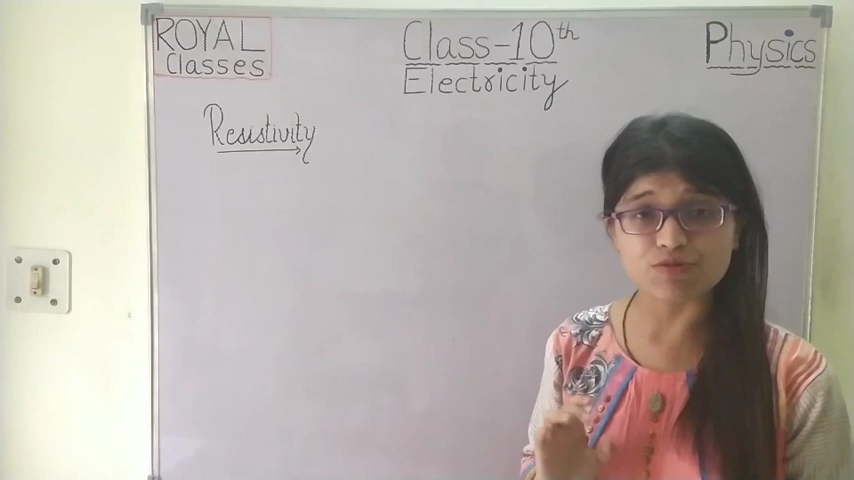 ROYAL
Classes
Class-10th
Electricity
Physics
Resistivity